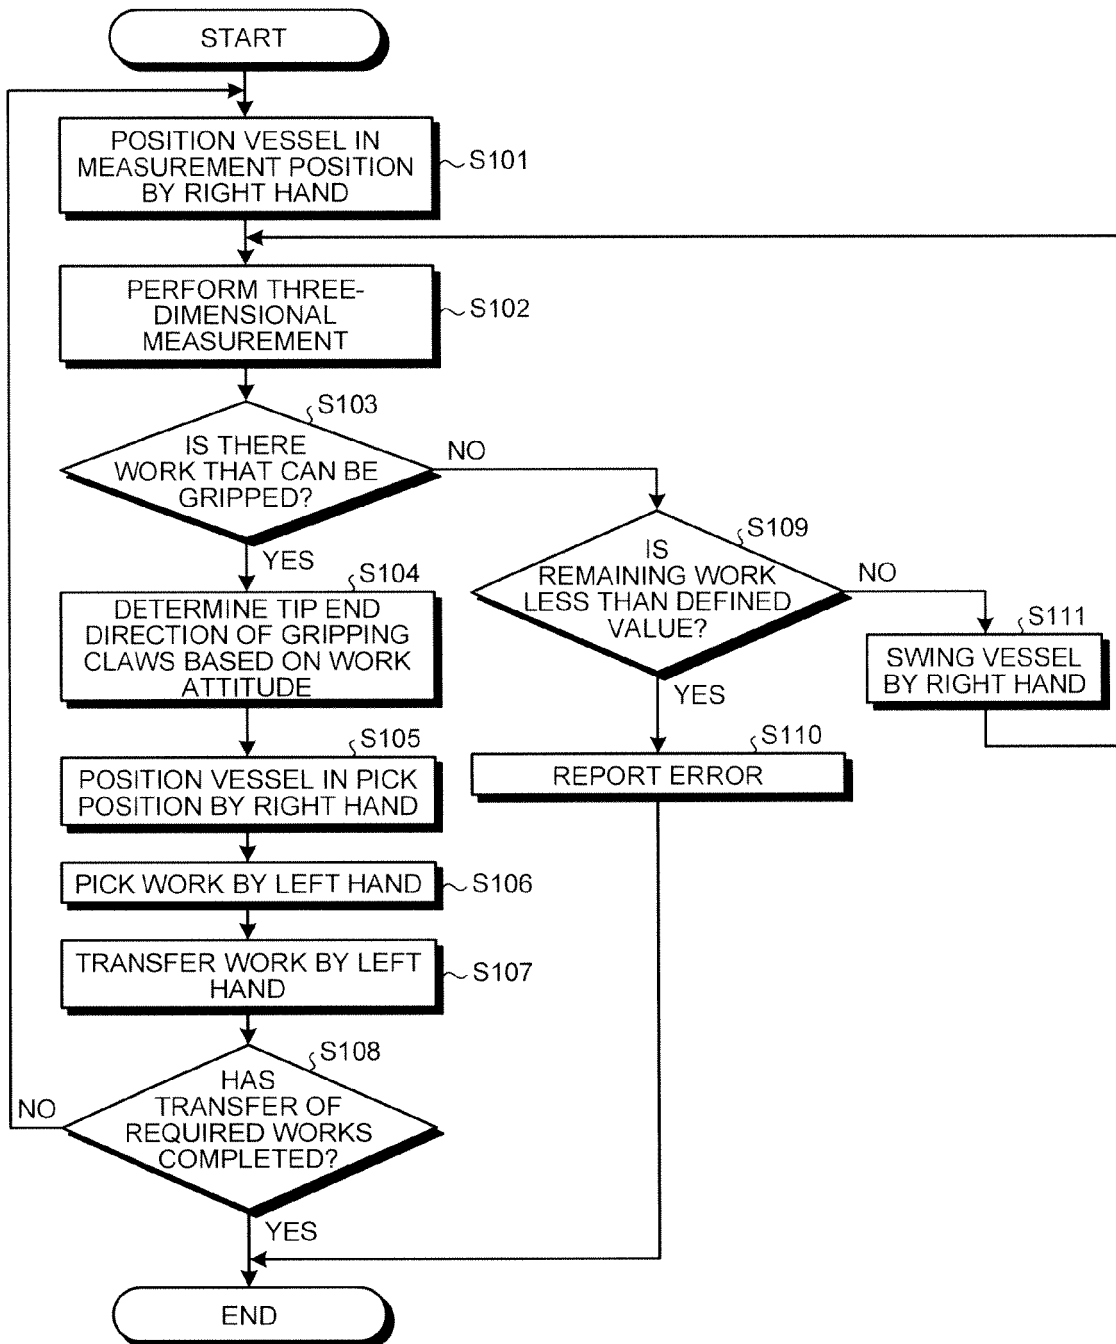 START
POSITION VESSEL IN
MEASUREMENT POSITION
BY RIGHT HAND
S101
PERFORM THREE-
DIMENSIONAL
MEASUREMENT
S102
S103
IS THERE
WORK THAT CAN BE
GRIPPED?
NO
YES
S104
DETERMINE TIP END
DIRECTION OF GRIPPING
CLAWS BASED ON WORK
ATTITUDE
S105
POSITION VESSEL IN PICK
POSITION BY RIGHT HAND
PICK WORK BY LEFT HAND
S106
TRANSFER WORK BY LEFT
HAND
S107
S108
HAS
TRANSFER OF
REQUIRED WORKS
COMPLETED?
NO
YES
S109
IS
REMAINING WORK
LESS THAN DEFINED
VALUE?
NO
YES
S110
REPORT ERROR
S111
SWING VESSEL
BY RIGHT HAND
END